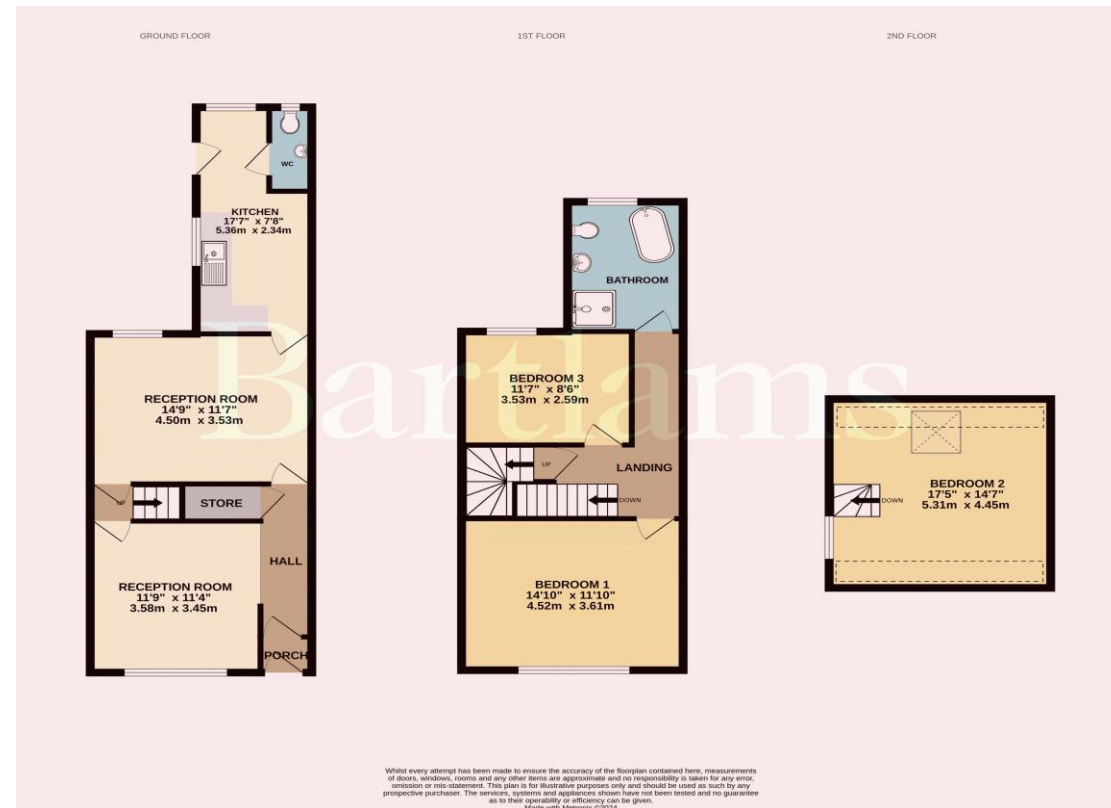 GROUND FLOOR
1ST FLOOR
2ND FLOOR
WC
KITCHEN
17'7" x 7'8"
5.36m x 2.34m
RECEPTION ROOM
14'9" x 11'7"
4.50m x 3.53m
UP
STORE
HALL
RECEPTION ROOM
11'9" x 11'4"
3.58m x 3.45m
PORCH
BATHROOM
BEDROOM 3
11'7" x 8'6"
3.53m x 2.59m
UP
LANDING
DOWN
BEDROOM 1
14'10" x 11'10"
4.52m x 3.61m
BEDROOM 2
17'5" x 14'7"
5.31m x 4.45m
DOWN
Bartlams
Whilst every attempt has been made to ensure the accuracy of the floorplan contained here, measurements
of doors, windows, rooms and any other items are approximate and no responsibility is taken for any error,
omission or mis-statement. This plan is for illustrative purposes only and should be used as such by any
prospective purchaser. The services, systems and appliances shown have not been tested and no guarantee
as to their operability or efficiency can be given.
Made with Metropix ©2024